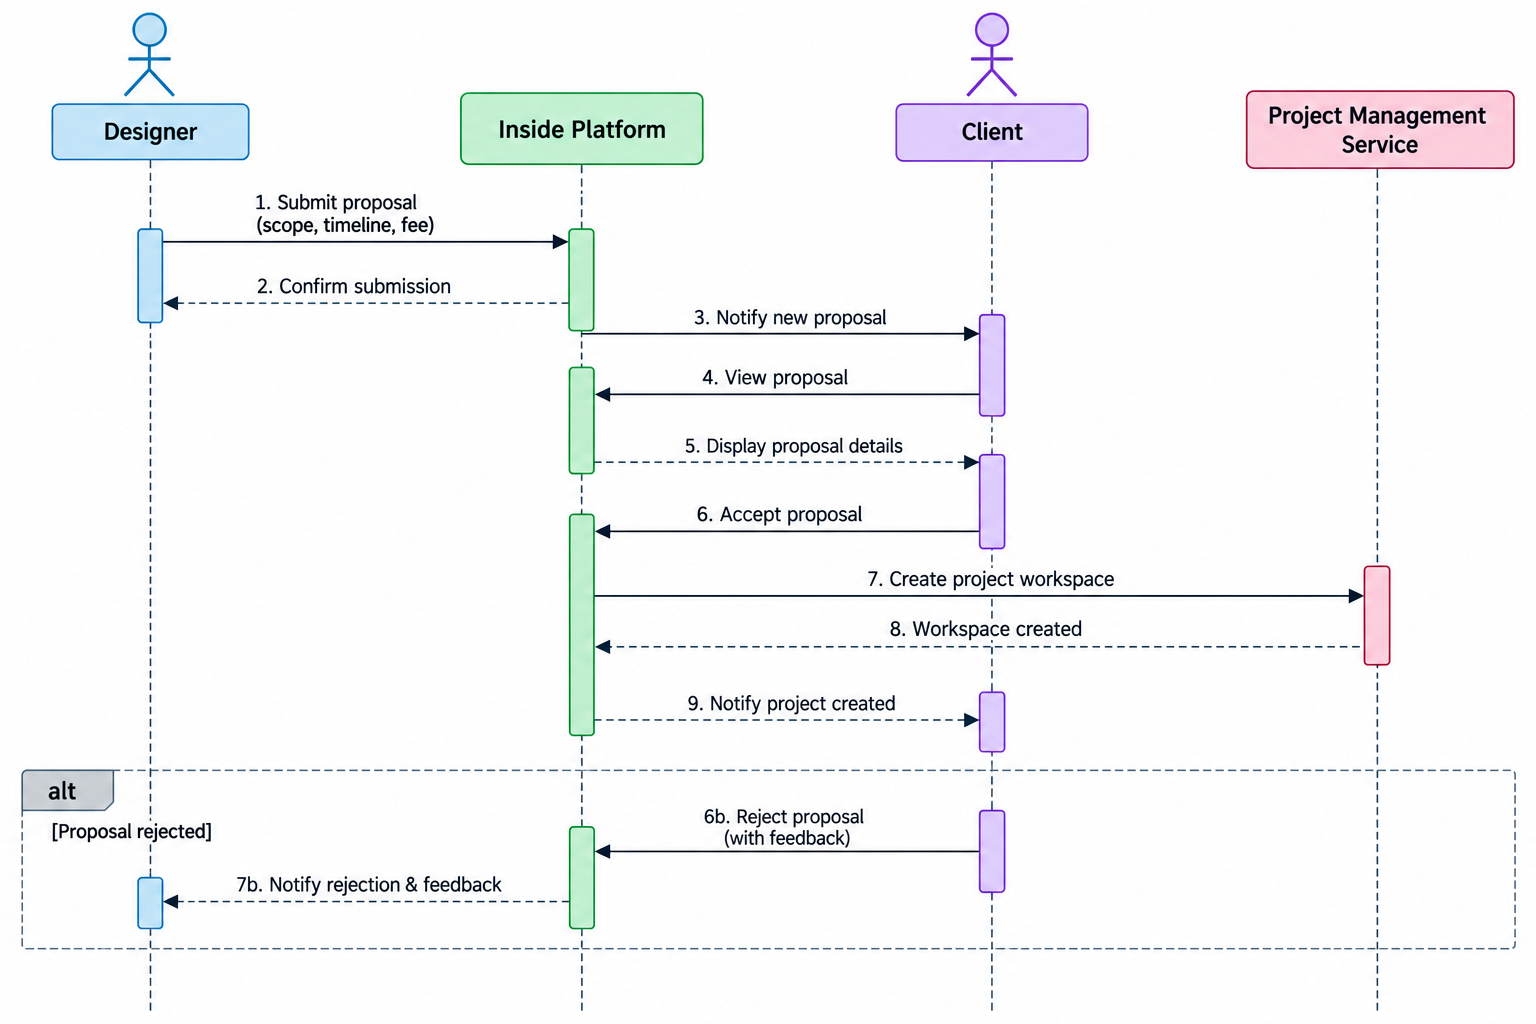 Designer
Inside Platform
Client
Project Management
Service
1. Submit proposal
(scope, timeline, fee)
2. Confirm submission
3. Notify new proposal
4. View proposal
5. Display proposal details
6. Accept proposal
7. Create project workspace
8. Workspace created
9. Notify project created
alt
[Proposal rejected]
6b. Reject proposal
(with feedback)
7b. Notify rejection & feedback